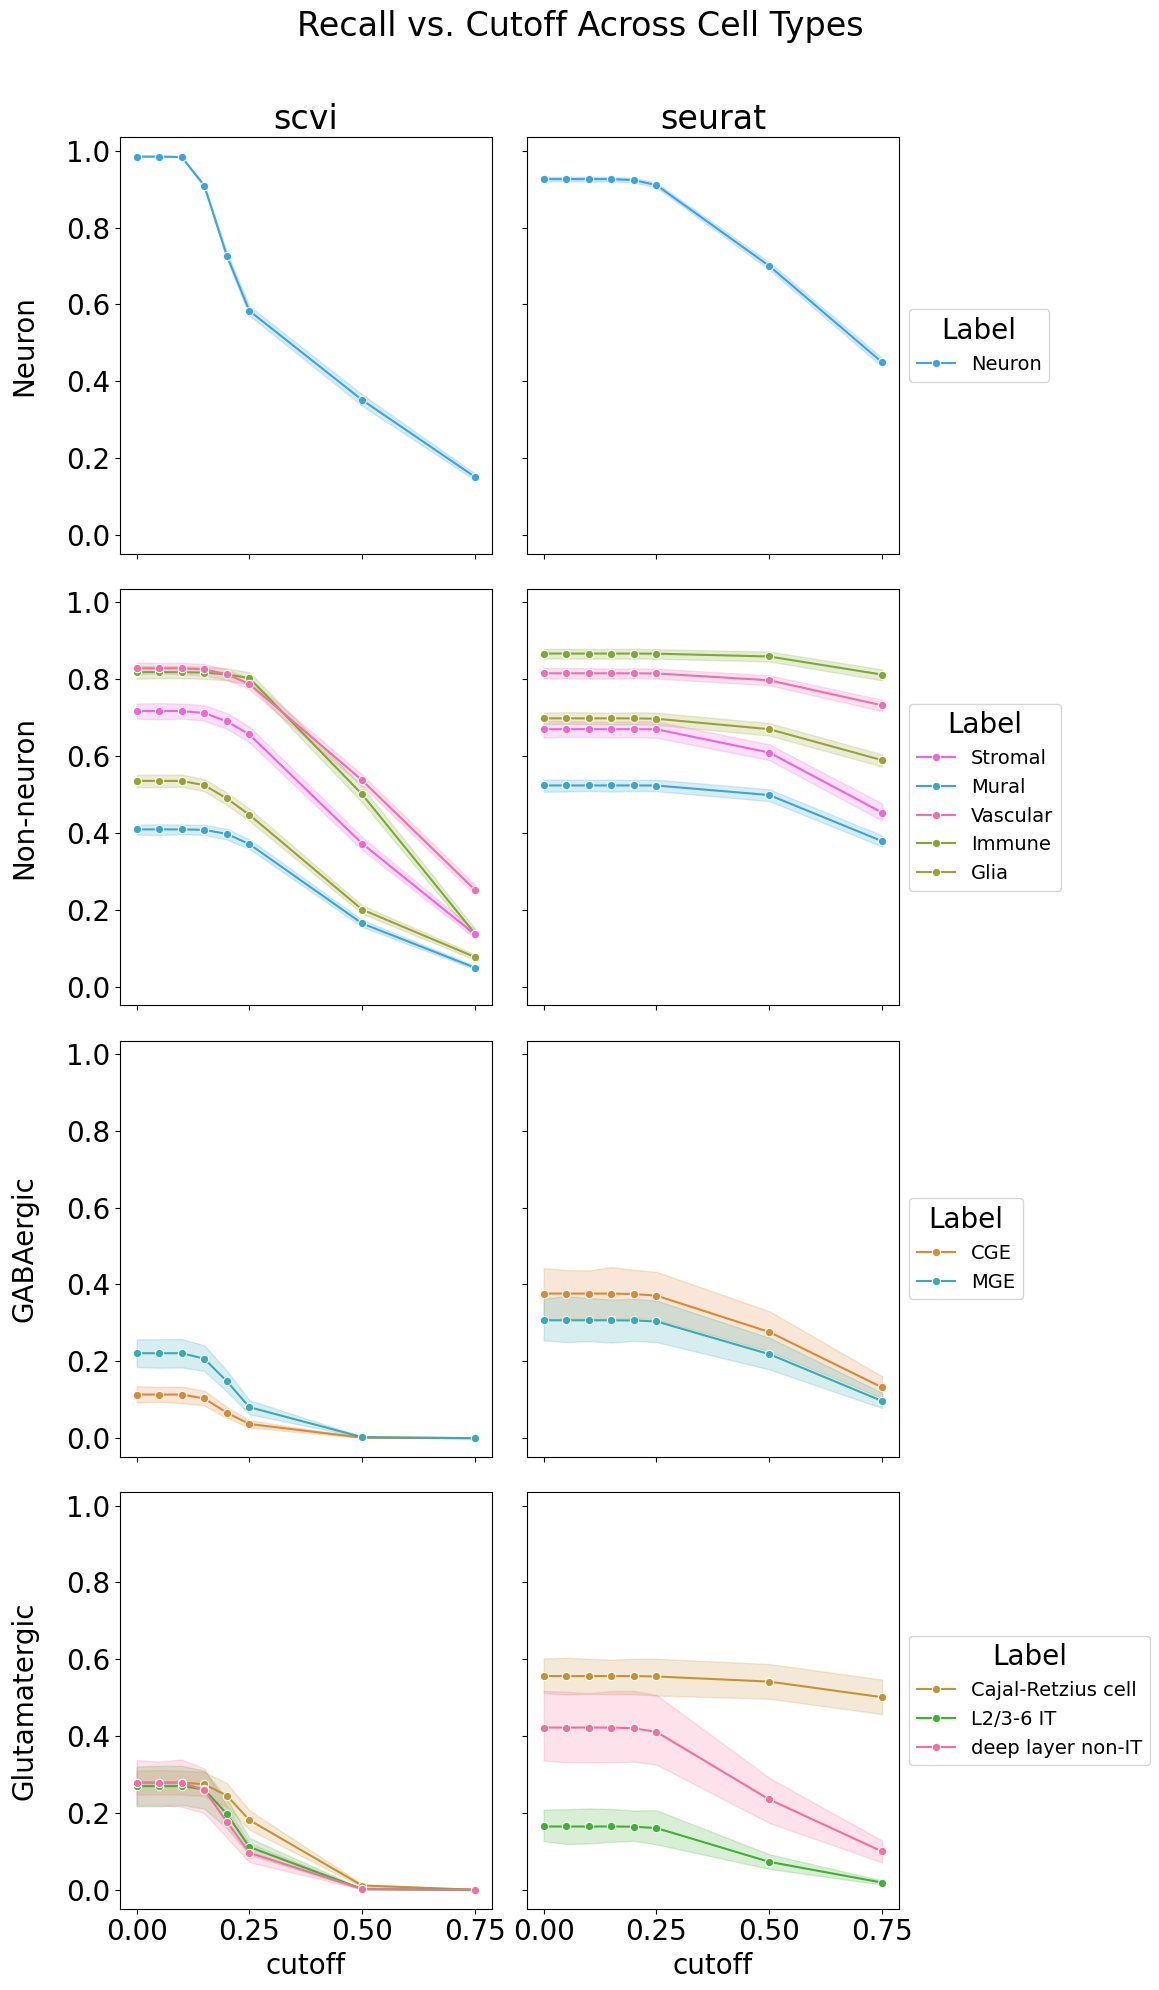 Recall vs. Cutoff Across Cell Types
scvi
seurat
1.0
0.8
0.6
0.4
0.2
0.0
Neuron
Label
Neuron
1.0
0.8
0.6
0.4
0.2
0.0
Non-neuron
Label
Stromal
Mural
Vascular
Immune
Glia
1.0
0.8
0.6
0.4
0.2
0.0
GABAergic
Label
CGE
MGE
1.0
0.8
0.6
0.4
0.2
0.0
Glutamatergic
Label
Cajal-Retzius cell
L2/3-6 IT
deep layer non-IT
0.00 0.25 0.50 0.75
cutoff
0.00 0.25 0.50 0.75
cutoff